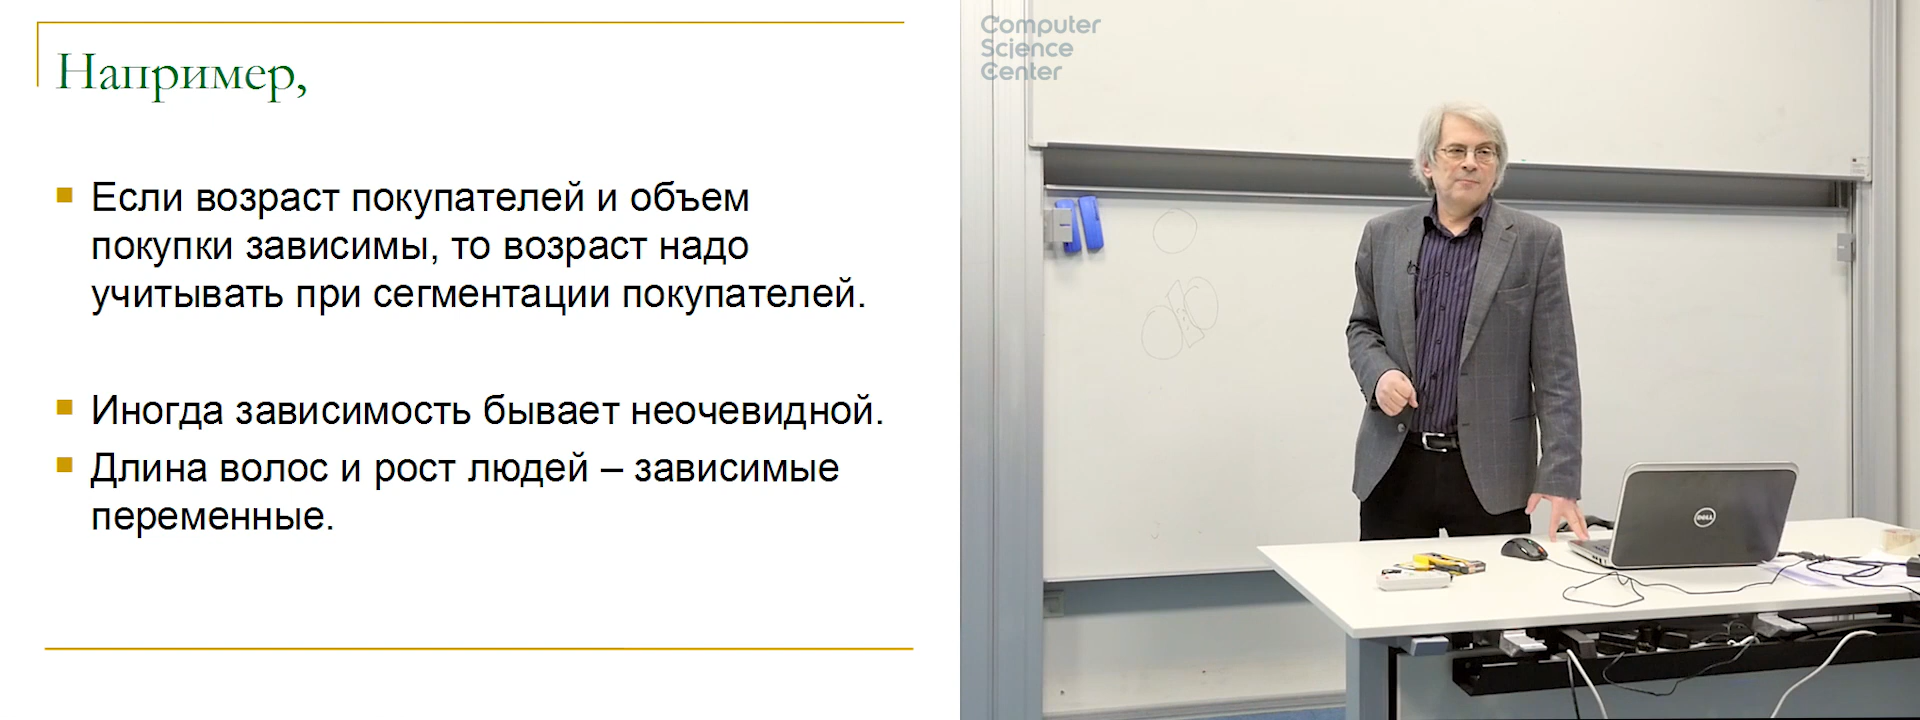 Например,
Если возраст покупателей и объем
покупки зависимы, то возраст надо
учитывать при сегментации покупателей.
Иногда зависимость бывает неочевидной.
Длина волос и рост людей – зависимые
переменные.
Computer
Science
Center
DELL